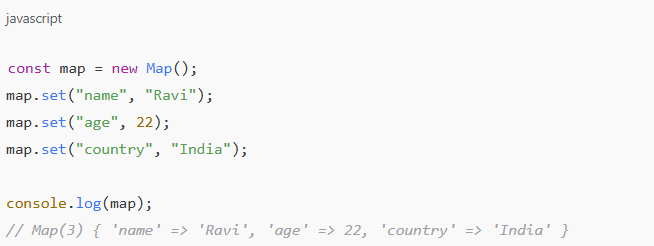 javascript
const map = new Map();
map.set("name", "Ravi");
map.set("age", 22);
map.set("country", "India");
console.log(map);
// Map(3) { 'name' => 'Ravi', 'age' => 22, 'country' => 'India' }